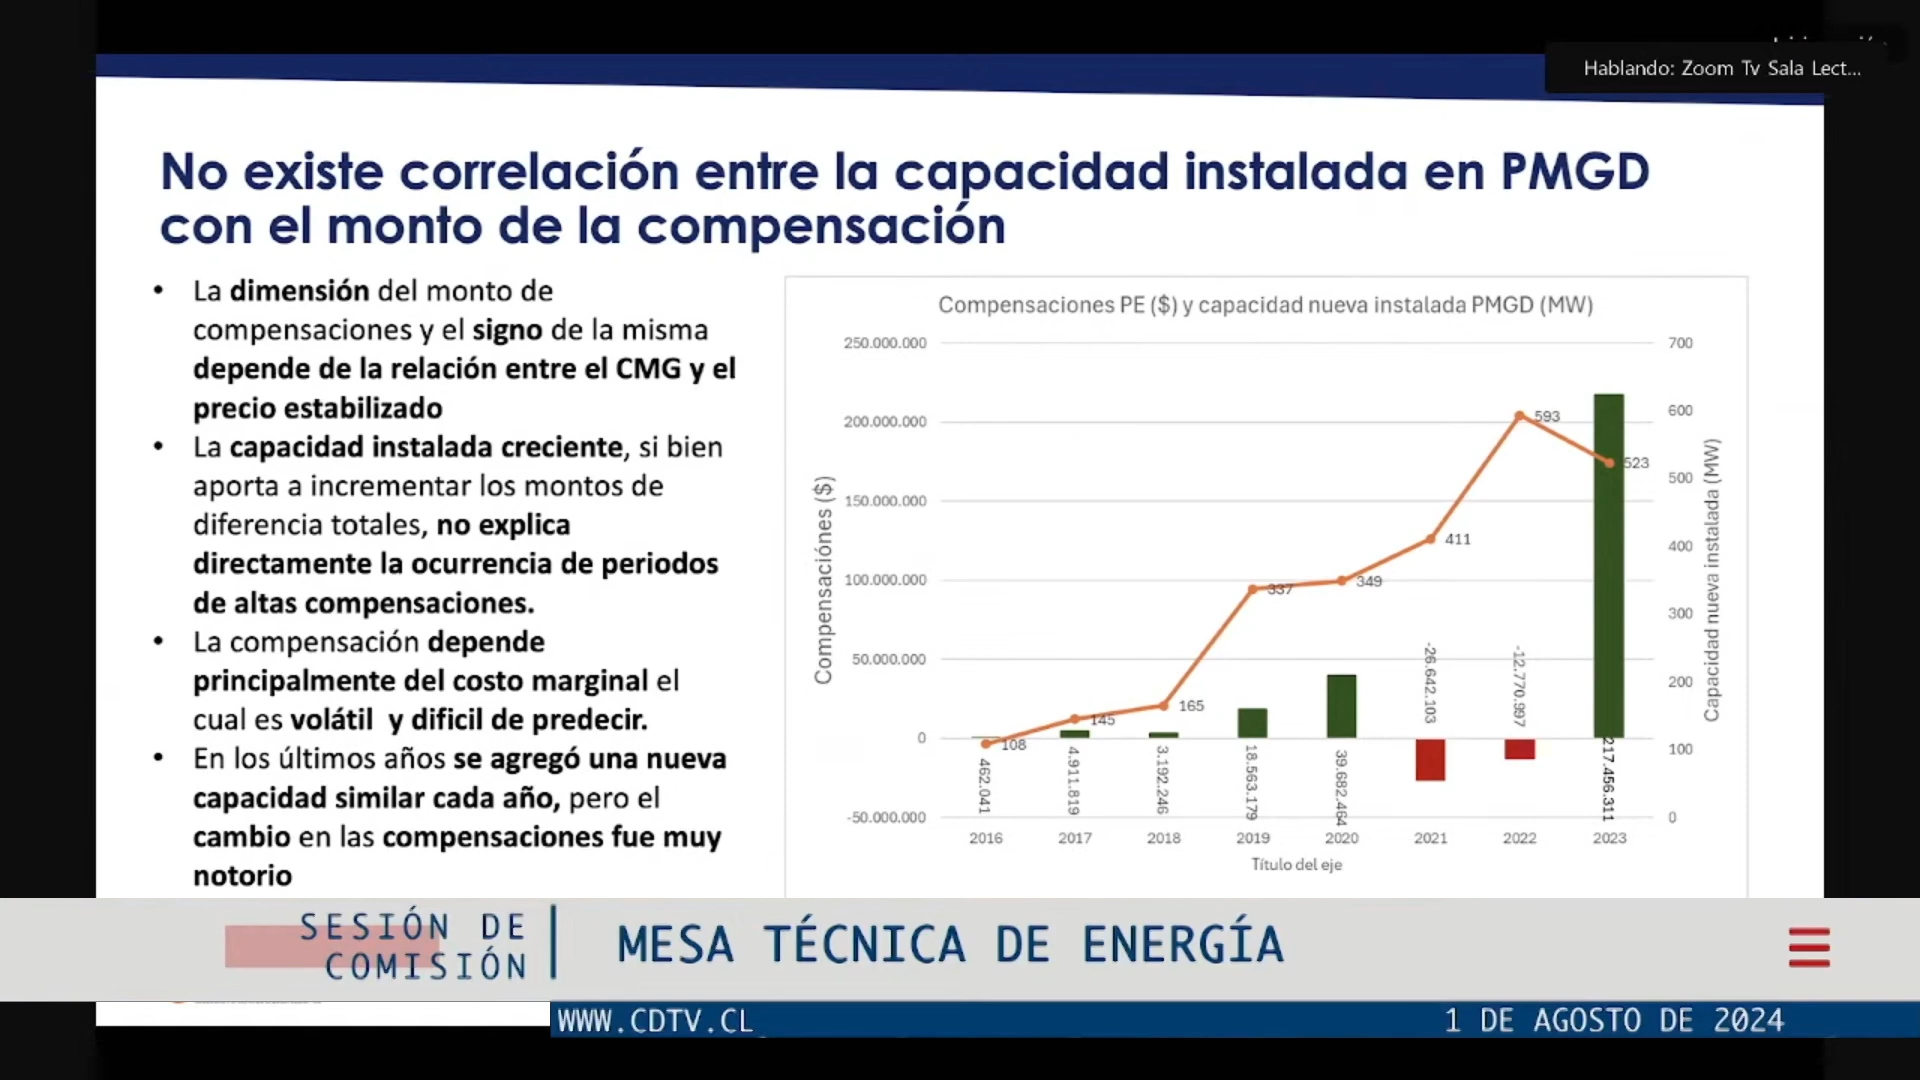 Hablando: Zoom Tv Sala Lect...
No existe correlación entre la capacidad instalada en PMGD
con el monto de la compensación
• La dimensión del monto de
compensaciones y el signo de la misma
depende de la relación entre el CMG y el
precio estabilizado
• La capacidad instalada creciente, si bien
aporta a incrementar los montos de
diferencia totales, no explica
directamente la ocurrencia de periodos
de altas compensaciones.
• La compensación depende
principalmente del costo marginal el
cual es volátil y dificil de predecir.
• En los últimos años se agregó una nueva
capacidad similar cada año, pero el
cambio en las compensaciones fue muy
notorio
Compensaciones PE ($) y capacidad nueva instalada PMGD (MW)
Compensaciónes ($)
250.000.000
200.000.000
150.000.000
100.000.000
50.000.000
0
-50.000.000
700
600
500
400
300
200
100
0
Capacidad nueva instalada (MW)
108
145
165
337
349
411
593
523
462.041
4.911.819
3.192.246
18.563.179
39.682.464
-26.642.103
-12.770.997
217.456.311
2016 2017 2018 2019 2020 2021 2022 2023
Título del eje
SESIÓN DE
COMISIÓN
MESA TÉCNICA DE ENERGÍA
WWW.CDTV.CL
1 DE AGOSTO DE 2024